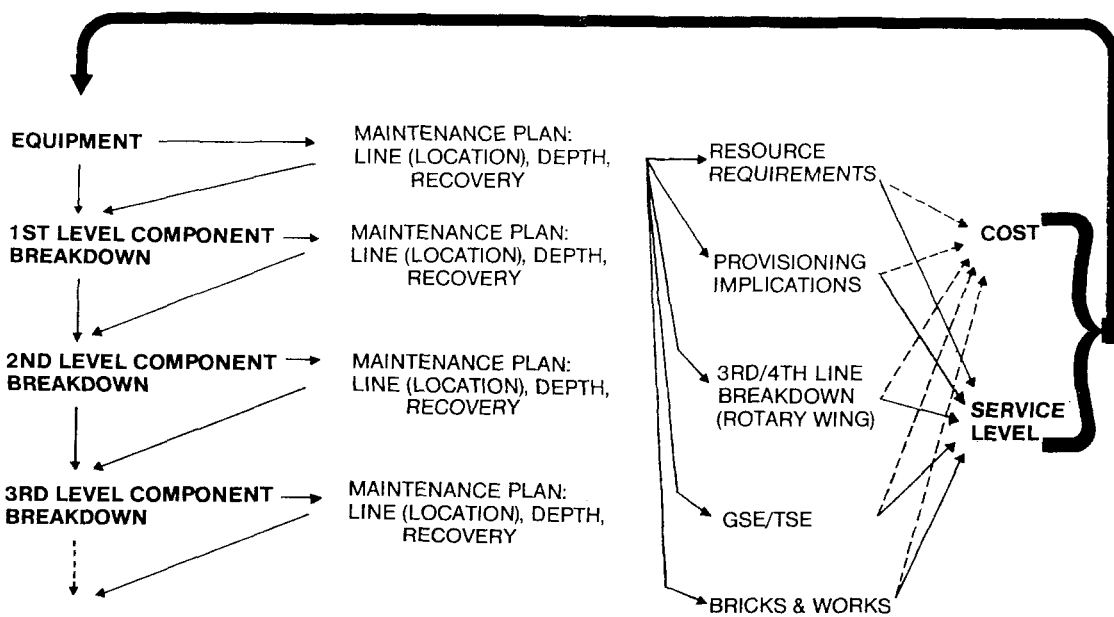 EQUIPMENT
MAINTENANCE PLAN:
LINE (LOCATION), DEPTH,
RECOVERY
1ST LEVEL COMPONENT
BREAKDOWN
MAINTENANCE PLAN:
LINE (LOCATION), DEPTH,
RECOVERY
2ND LEVEL COMPONENT
BREAKDOWN
MAINTENANCE PLAN:
LINE (LOCATION), DEPTH,
RECOVERY
3RD LEVEL COMPONENT
BREAKDOWN
MAINTENANCE PLAN:
LINE (LOCATION), DEPTH,
RECOVERY
RESOURCE
REQUIREMENTS
PROVISIONING
IMPLICATIONS
3RD/4TH LINE
BREAKDOWN
(ROTARY WING)
GSE/TSE
BRICKS & WORKS
COST
SERVICE
LEVEL